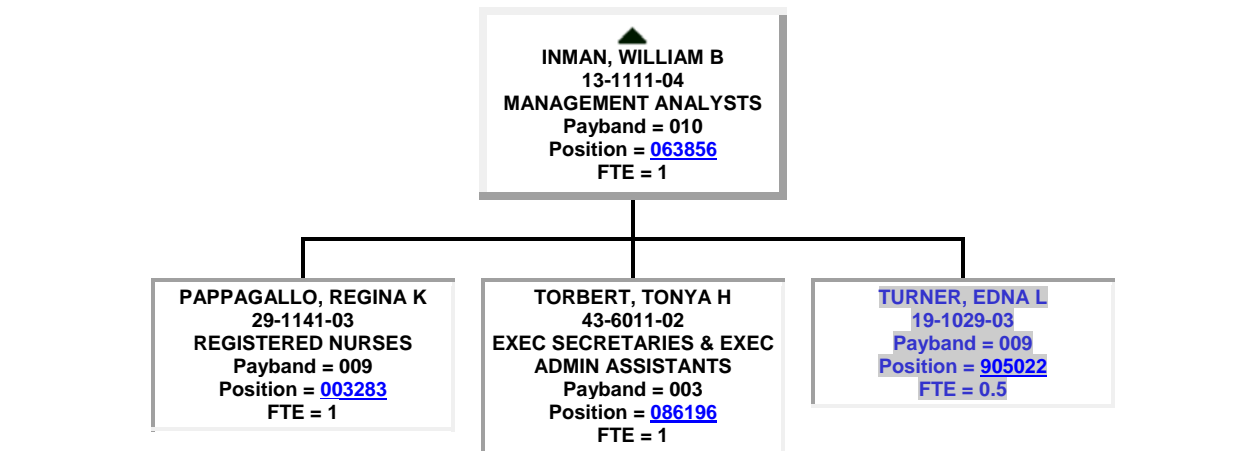 INMAN, WILLIAM B
13-1111-04
MANAGEMENT ANALYSTS
Payband = 010
Position = 063856
FTE = 1
PAPPAGALLO, REGINA K
29-1141-03
REGISTERED NURSES
Payband = 009
Position = 003283
FTE = 1
TORBERT, TONYA H
43-6011-02
EXEC SECRETARIES & EXEC
ADMIN ASSISTANTS
Payband = 003
Position = 086196
FTE = 1
TURNER, EDNA L
19-1029-03
Payband = 009
Position = 905022
FTE = 0.5